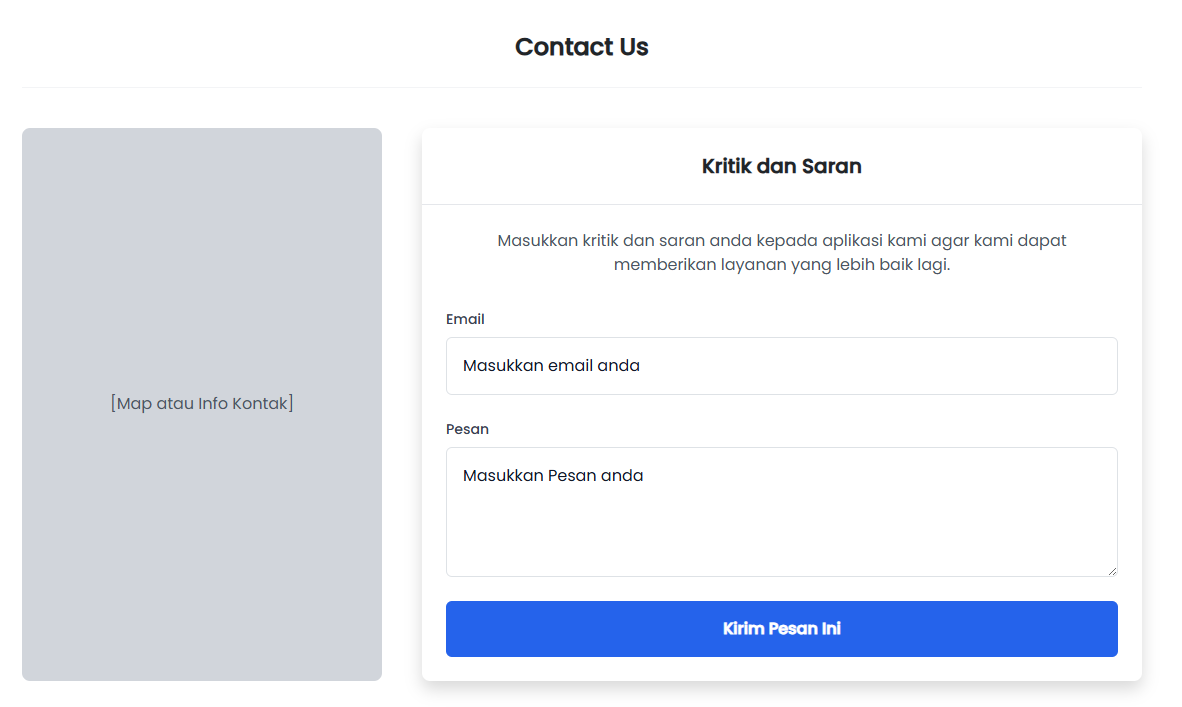 Contact Us
[Map atau Info Kontak]
Kritik dan Saran
Masukkan kritik dan saran anda kepada aplikasi kami agar kami dapat
memberikan layanan yang lebih baik lagi.
Email
Masukkan email anda
Pesan
Masukkan Pesan anda
Kirim Pesan Ini